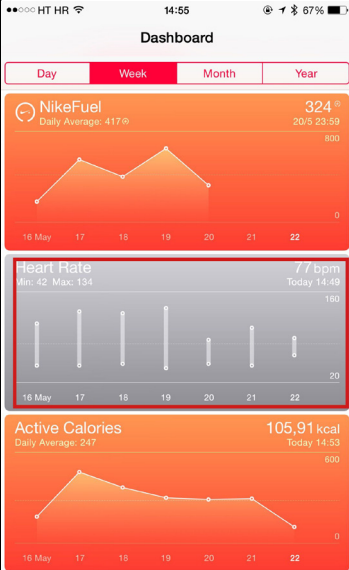 HT HR 14:55 67%
Dashboard
Day Week Month Year
NikeFuel 324
Daily Average: 417 20/5 23:59
800
0
16 May 17 18 19 20 21 22
Heart Rate 77 bpm
Min: 42 Max: 134 Today 14:49
160
20
16 May 17 18 19 20 21 22
Active Calories 105,91 kcal
Daily Average: 247 Today 14:53
600
0
16 May 17 18 19 20 21 22